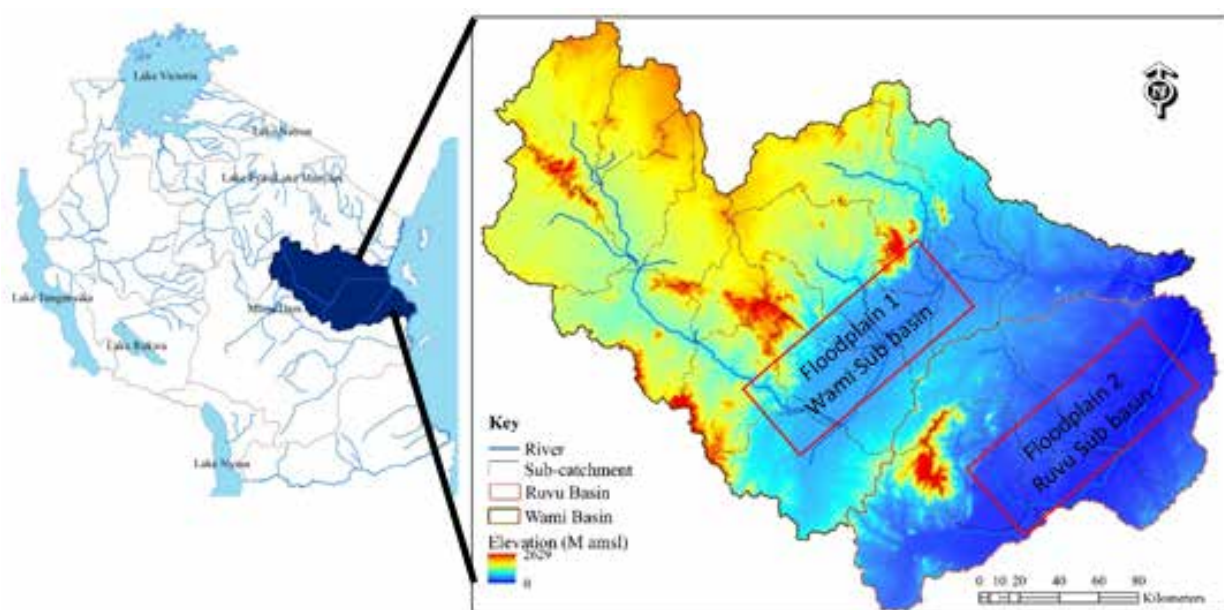 Lake Victoria
Lake Natron
Lake Tanganyika
Lake Rukwa
Lake Nyasa
N
Floodplain 1
Wami Sub basin
Floodplain 2
Ruvu Sub basin
Key
River
Sub-catchment
Ruvu Basin
Wami Basin
Elevation (M amsl)
2629
0
0 10 20 40 60 80
Kilometers